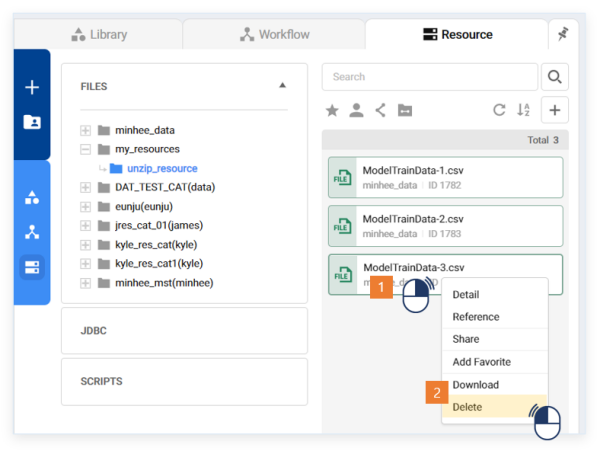 Library
Workflow
Resource
FILES
minhee_data
my_resources
unzip_resource
DAT_TEST_CAT(data)
eunju(eunju)
jres_cat_01(james)
kyle_res_cat(kyle)
kyle_res_cat1(kyle)
minhee_mst(minhee)
JDBC
SCRIPTS
Search
Total 3
FILE
ModelTrainData-1.csv
minhee_data | ID 1782
FILE
ModelTrainData-2.csv
minhee_data | ID 1783
FILE
ModelTrainData-3.csv
ID
1
Detail
Reference
Share
Add Favorite
Download
2
Delete